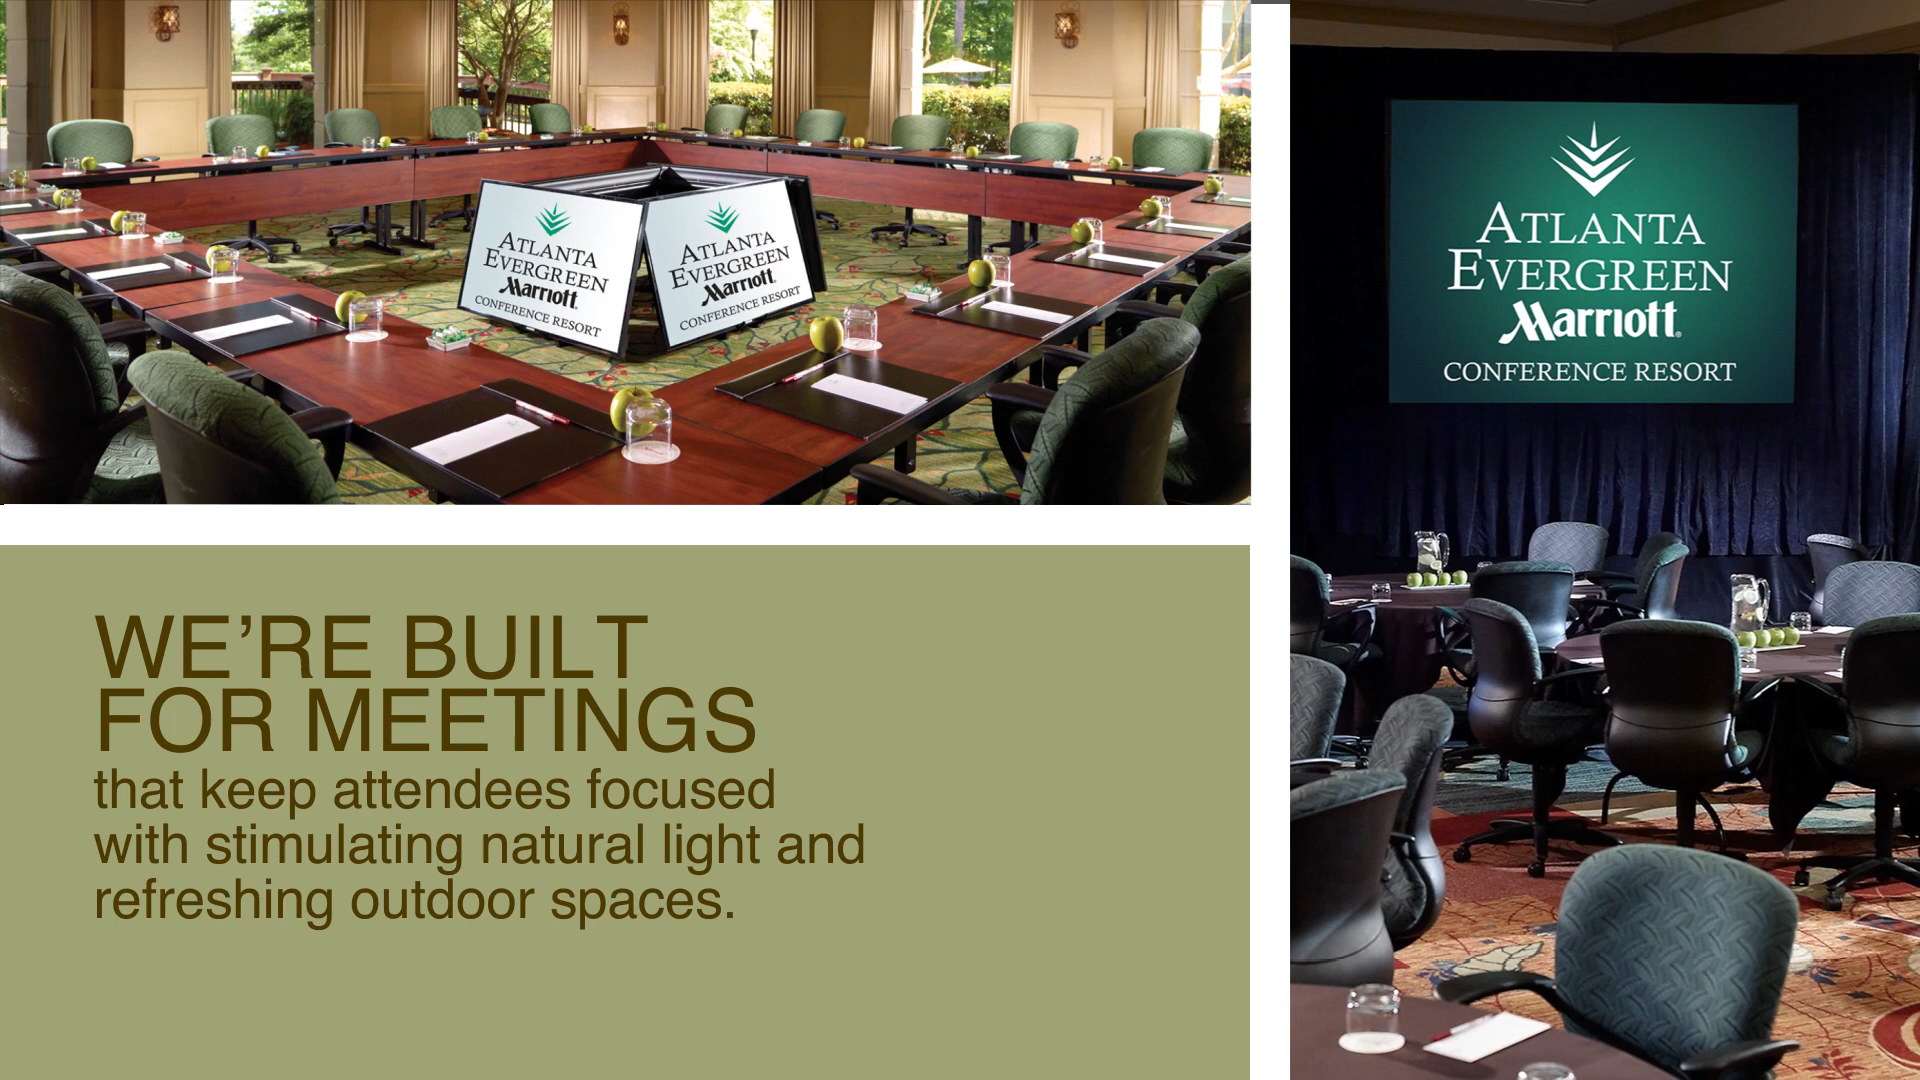 ATLANTA
EVERGREEN
Marriott
CONFERENCE RESORT
ATLANTA
EVERGREEN
Marriott
CONFERENCE RESORT
ATLANTA
EVERGREEN
Marriott
CONFERENCE RESORT
WE’RE BUILT
FOR MEETINGS
that keep attendees focused
with stimulating natural light and
refreshing outdoor spaces.